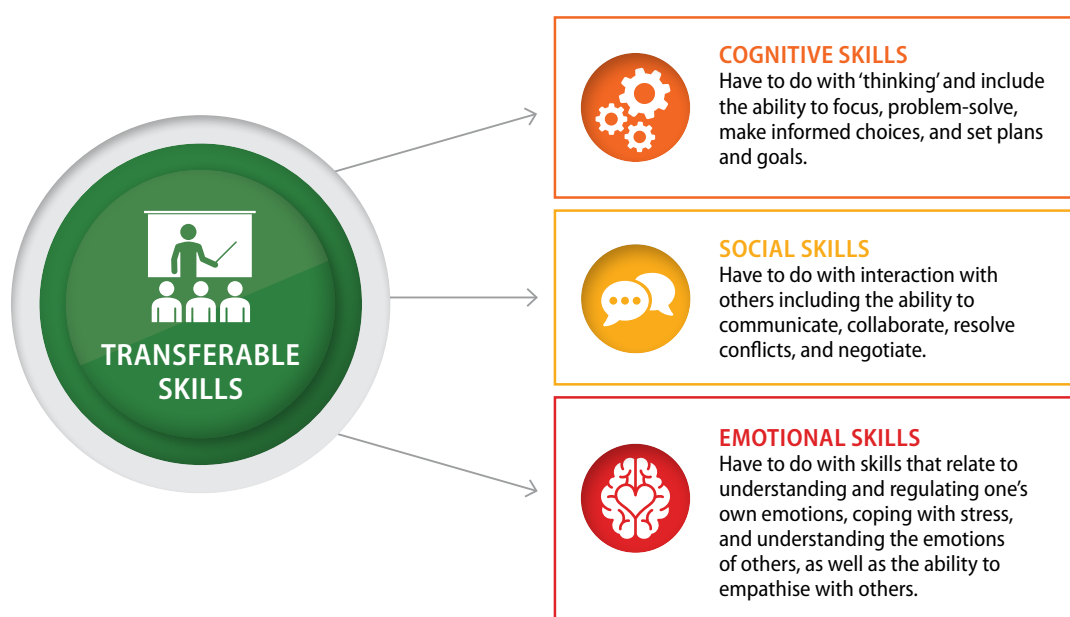 TRANSFERABLE
SKILLS
COGNITIVE SKILLS
Have to do with ‘thinking’ and include
the ability to focus, problem-solve,
make informed choices, and set plans
and goals.
SOCIAL SKILLS
Have to do with interaction with
others including the ability to
communicate, collaborate, resolve
conflicts, and negotiate.
EMOTIONAL SKILLS
Have to do with skills that relate to
understanding and regulating one’s
own emotions, coping with stress,
and understanding the emotions
of others, as well as the ability to
empathise with others.